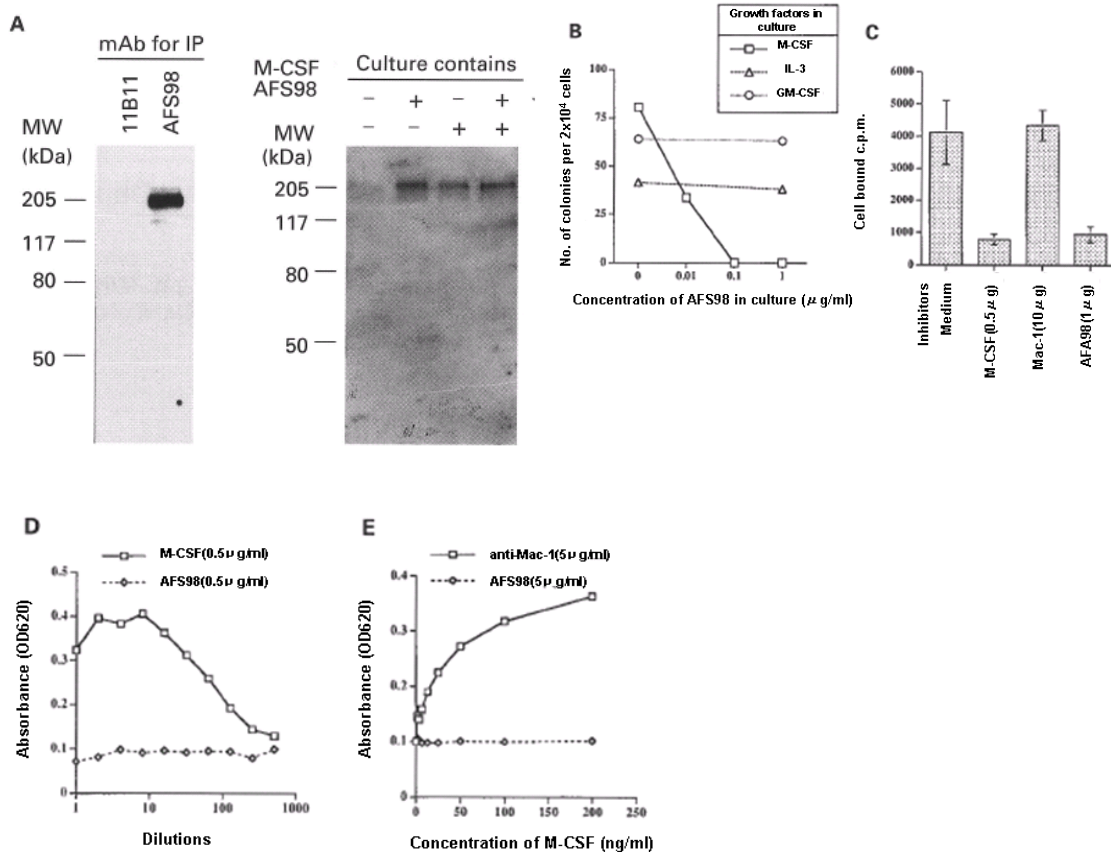 A
mAb for IP
11B11
AFS98
MW
(kDa)
205
117
80
50
Culture contains
M-CSF
AFS98
− + − +
− − + +
MW
(kDa)
205
117
80
50
B
Growth factors in
culture
M-CSF
IL-3
GM-CSF
No. of colonies per 2x10⁴ cells
100
75
50
25
0
0 0.01 0.1 1
Concentration of AFS98 in culture (μg/ml)
C
Cell bound c.p.m.
6000
5000
4000
3000
2000
1000
0
Inhibitors
Medium
M-CSF(0.5μg)
Mac-1(10μg)
AFA98(1μg)
D
M-CSF(0.5μg/ml)
AFS98(0.5μg/ml)
Absorbance (OD620)
0.5
0.4
0.3
0.2
0.1
0
1 10 100 1000
Dilutions
E
anti-Mac-1(5μg/ml)
AFS98(5μg/ml)
Absorbance (OD620)
0.4
0.3
0.2
0.1
0
0 50 100 150 200 250
Concentration of M-CSF (ng/ml)